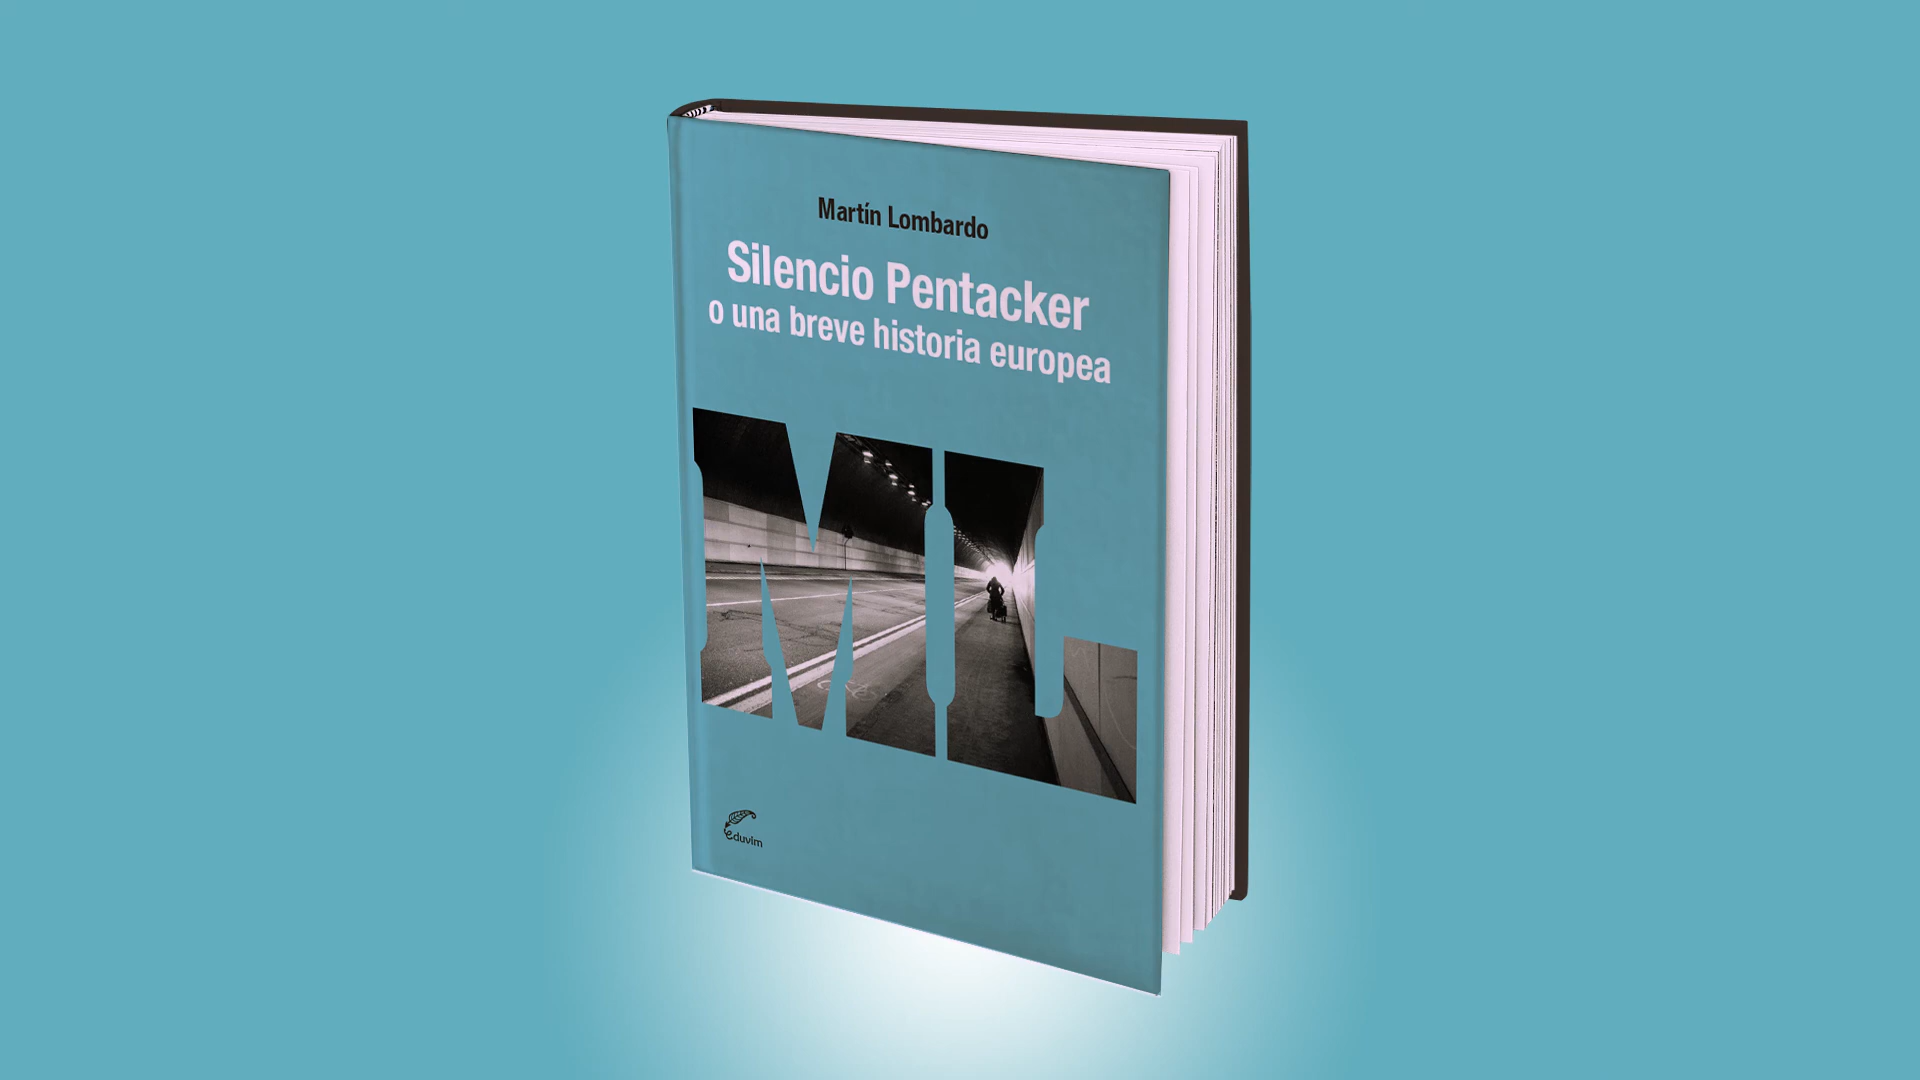 Martín Lombardo
Silencio Pentacker
o una breve historia europea
ML
eduvim